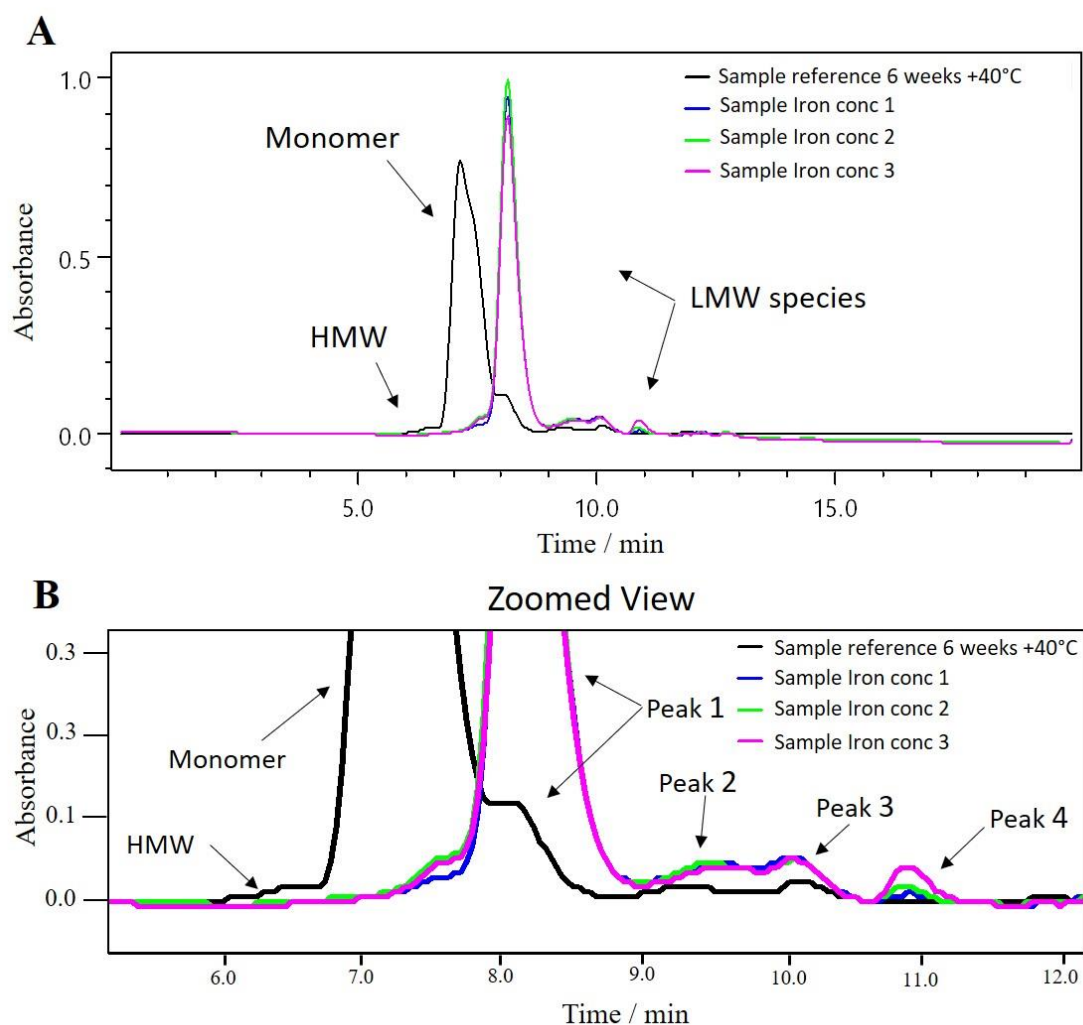 A
1.0
0.5
0.0
Absorbance
Monomer
HMW
LMW species
Sample reference 6 weeks +40°C
Sample Iron conc 1
Sample Iron conc 2
Sample Iron conc 3
5.0 10.0 15.0
Time / min
B
Zoomed View
0.3
0.3
0.1
0.0
Absorbance
Monomer
HMW
Peak 1
Peak 2
Peak 3
Peak 4
Sample reference 6 weeks +40°C
Sample Iron conc 1
Sample Iron conc 2
Sample Iron conc 3
6.0 7.0 8.0 9.0 10.0 11.0 12.0
Time / min